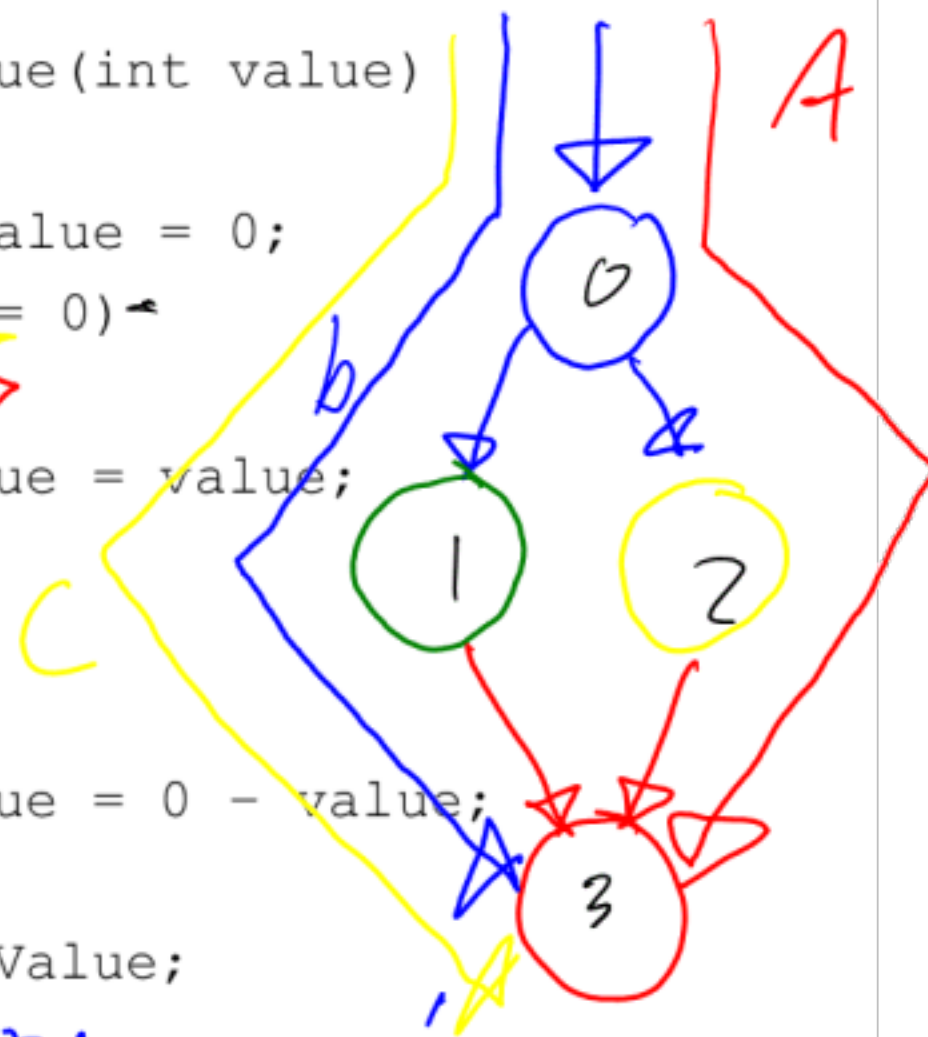 ue(int value)
A
alue = 0;
0
= 0)
b
ue = value;
1
2
C
ue = 0 - value;
3
Value;